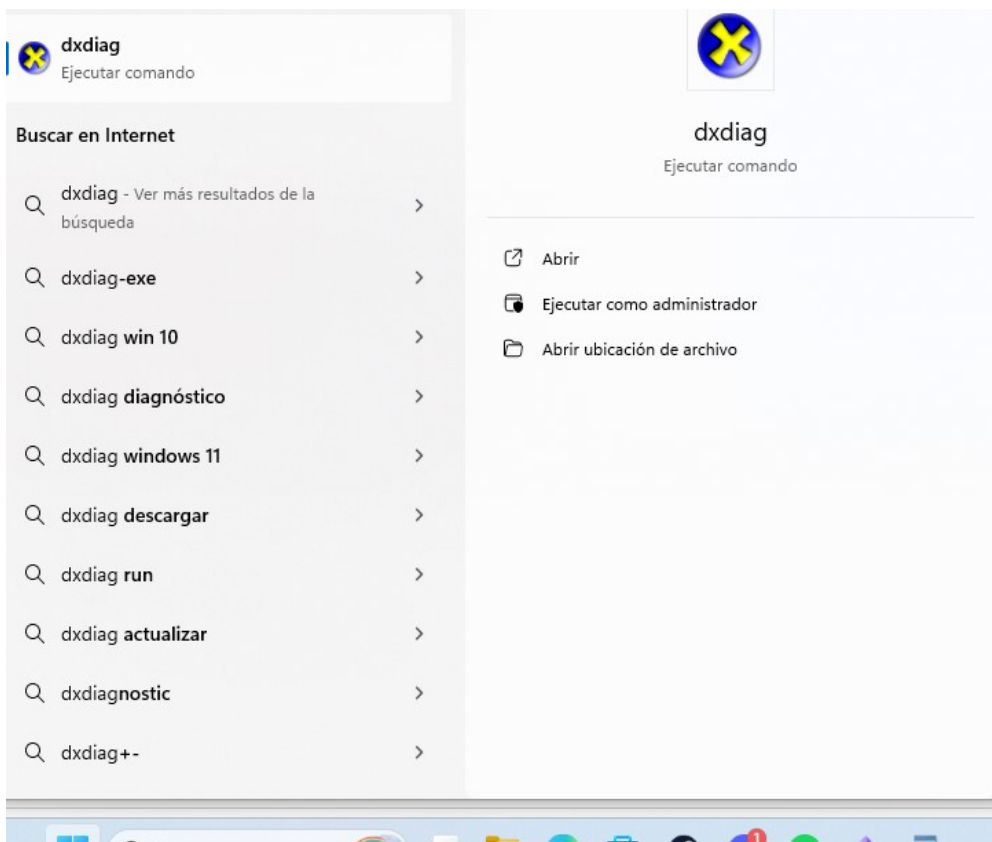 dxdiag
Ejecutar comando
Buscar en Internet
dxdiag - Ver más resultados de la
búsqueda
dxdiag-exe
dxdiag win 10
dxdiag diagnóstico
dxdiag windows 11
dxdiag descargar
dxdiag run
dxdiag actualizar
dxdiagnostic
dxdiag+-
dxdiag
Ejecutar comando
Abrir
Ejecutar como administrador
Abrir ubicación de archivo
1